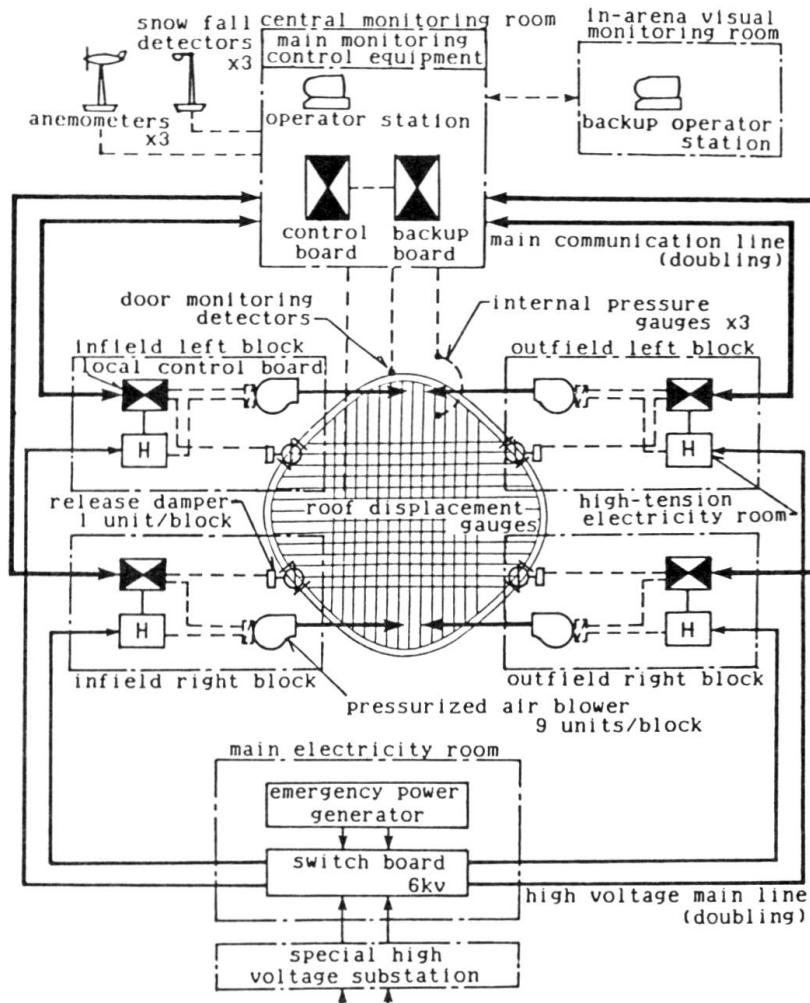 snow fall
detectors
x3
central monitoring room
main monitoring
control equipment
in-arena visual
monitoring room
anemometers
x3
operator station
backup operator
station
control
board
backup
board
main communication line
(doubling)
door monitoring
detectors
internal pressure
gauges x3
infield left block
local control board
outfield left block
H
H
release damper
1 unit/block
roof displacement
gauges
high-tension
electricity room
H
H
infield right block
outfield right block
pressurized air blower
9 units/block
main electricity room
emergency power
generator
switch board
6kv
high voltage main line
(doubling)
special high
voltage substation